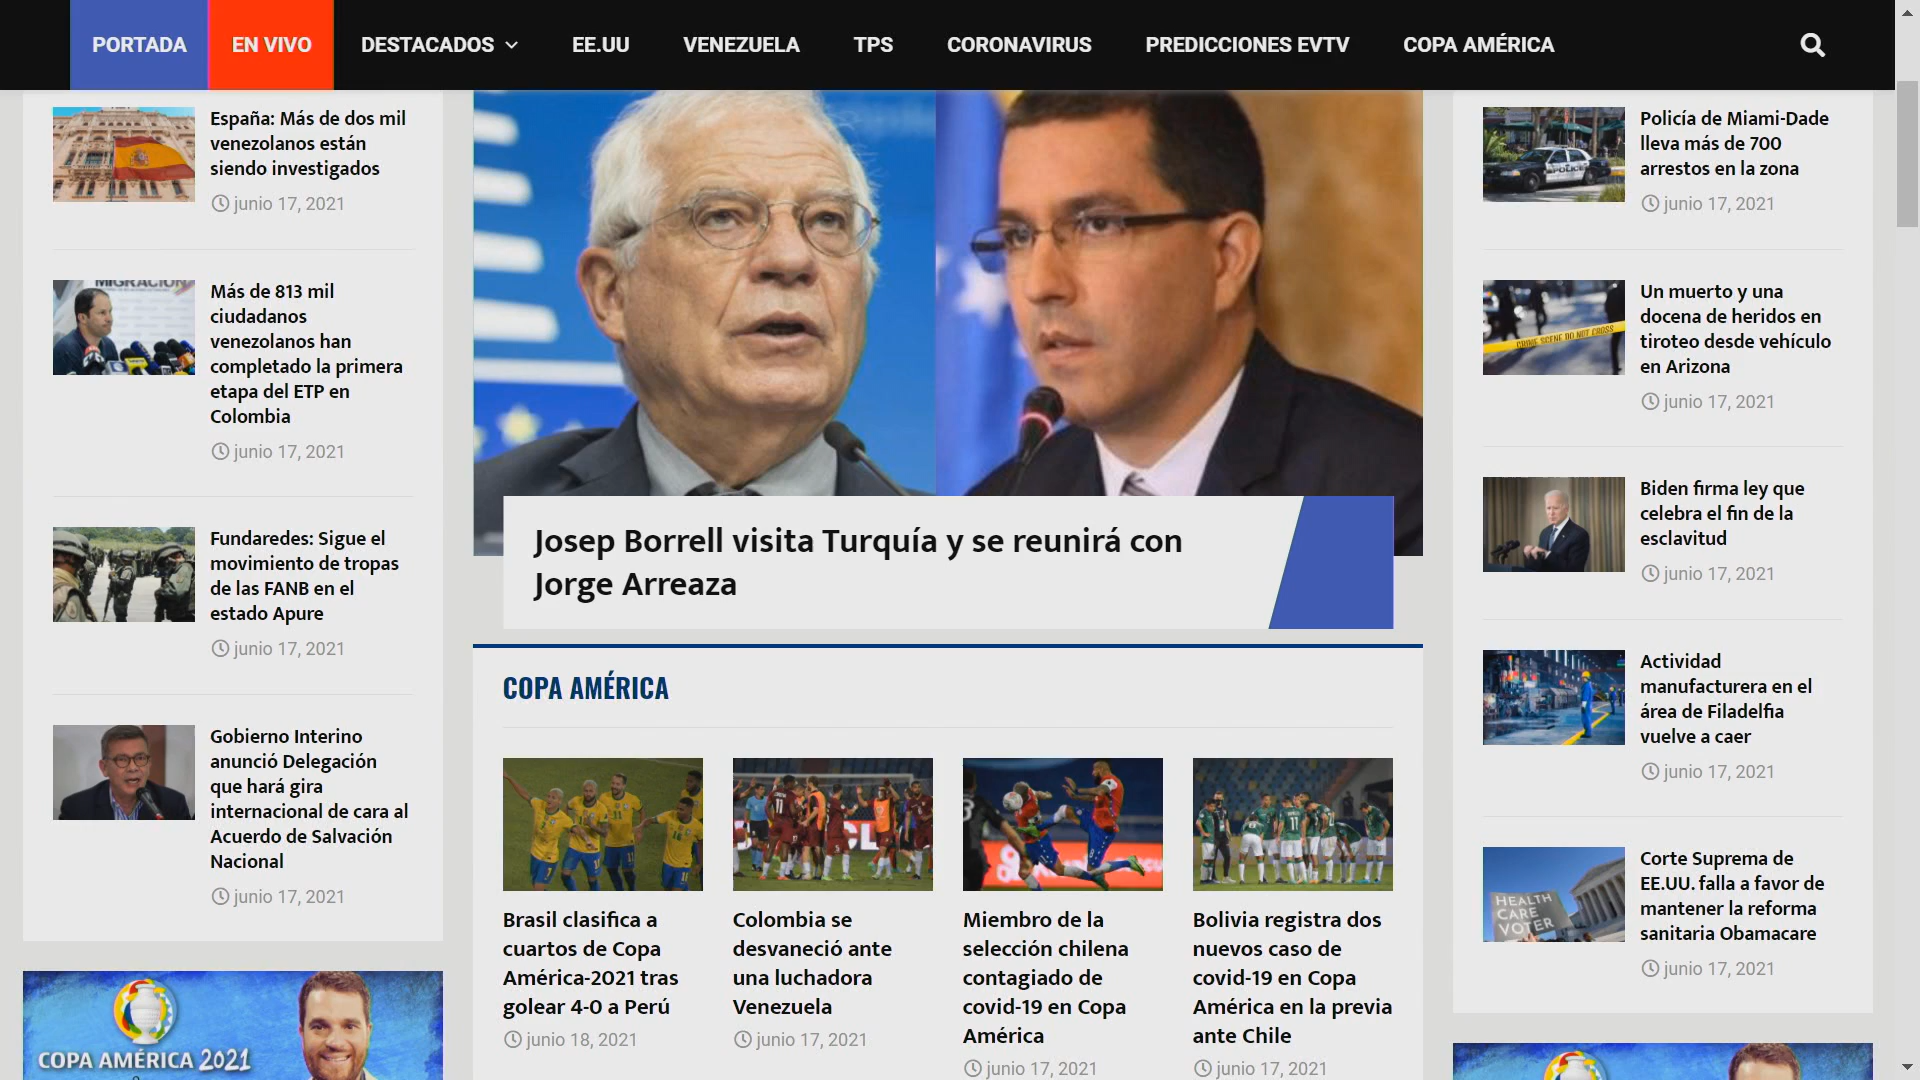 PORTADA
EN VIVO
DESTACADOS
EE.UU
VENEZUELA
TPS
CORONAVIRUS
PREDICCIONES EVTV
COPA AMÉRICA
España: Más de dos mil
venezolanos están
siendo investigados
junio 17, 2021
MIGRACIÓN
Más de 813 mil
ciudadanos
venezolanos han
completado la primera
etapa del ETP en
Colombia
junio 17, 2021
Fundaredes: Sigue el
movimiento de tropas
de las FANB en el
estado Apure
junio 17, 2021
Gobierno Interino
anunció Delegación
que hará gira
internacional de cara al
Acuerdo de Salvación
Nacional
junio 17, 2021
COPA AMÉRICA 2021
Josep Borrell visita Turquía y se reunirá con
Jorge Arreaza
COPA AMÉRICA
Brasil clasifica a
cuartos de Copa
América-2021 tras
golear 4-0 a Perú
junio 18, 2021
Colombia se
desvaneció ante
una luchadora
Venezuela
junio 17, 2021
Miembro de la
selección chilena
contagiado de
covid-19 en Copa
América
junio 17, 2021
Bolivia registra dos
nuevos caso de
covid-19 en Copa
América en la previa
ante Chile
junio 17, 2021
POLICE
Policía de Miami-Dade
lleva más de 700
arrestos en la zona
junio 17, 2021
CRIME SCENE DO NOT CROSS
Un muerto y una
docena de heridos en
tiroteo desde vehículo
en Arizona
junio 17, 2021
Biden firma ley que
celebra el fin de la
esclavitud
junio 17, 2021
Actividad
manufacturera en el
área de Filadelfia
vuelve a caer
junio 17, 2021
HEALTH
CARE
VOTER
Corte Suprema de
EE.UU. falla a favor de
mantener la reforma
sanitaria Obamacare
junio 17, 2021